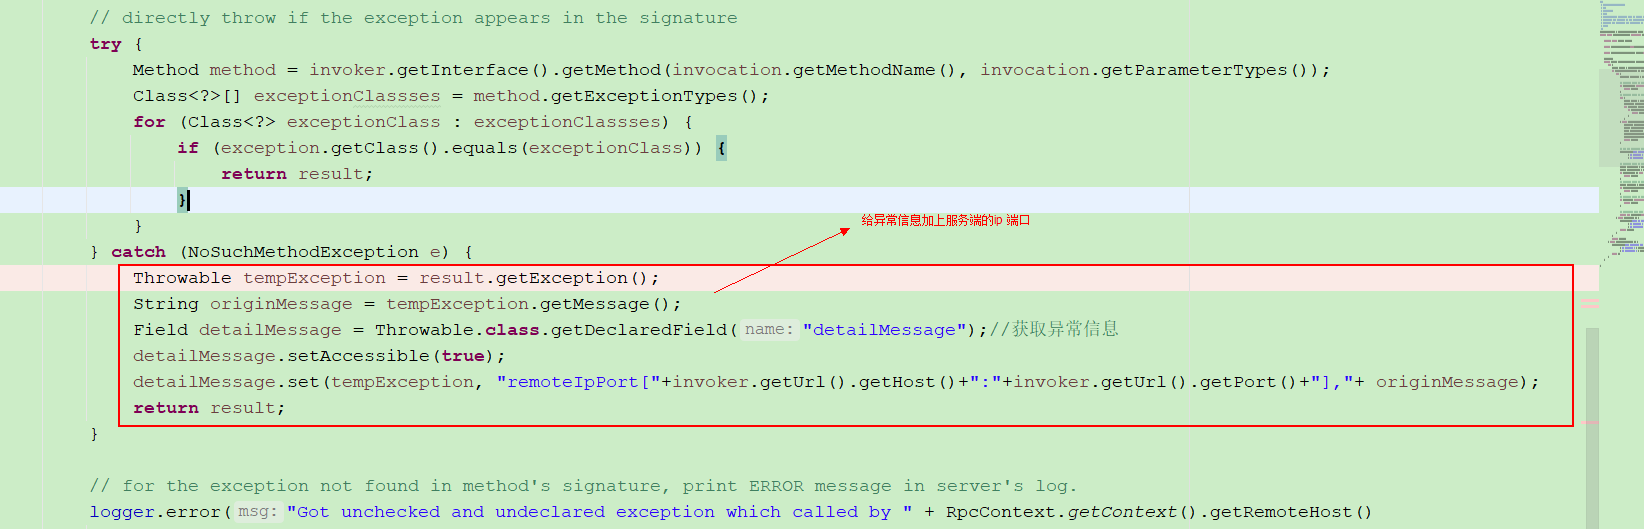 // directly throw if the exception appears in the signature
try {
Method method = invoker.getInterface().getMethod(invocation.getMethodName(), invocation.getParameterTypes());
Class<?>[] exceptionClassses = method.getExceptionTypes();
for (Class<?> exceptionClass : exceptionClassses) {
if (exception.getClass().equals(exceptionClass)) {
return result;
}
}
给异常信息加上服务端的ip 端口
} catch (NoSuchMethodException e) {
Throwable tempException = result.getException();
String originMessage = tempException.getMessage();
Field detailMessage = Throwable.class.getDeclaredField( name: "detailMessage");//获取异常信息
detailMessage.setAccessible(true);
detailMessage.set(tempException, "remoteIpPort["+invoker.getUrl().getHost()+":"+invoker.getUrl().getPort()+"],"+ originMessage);
return result;
}
// for the exception not found in method's signature, print ERROR message in server's log.
logger.error( msg: "Got unchecked and undeclared exception which called by " + RpcContext.getContext().getRemoteHost()